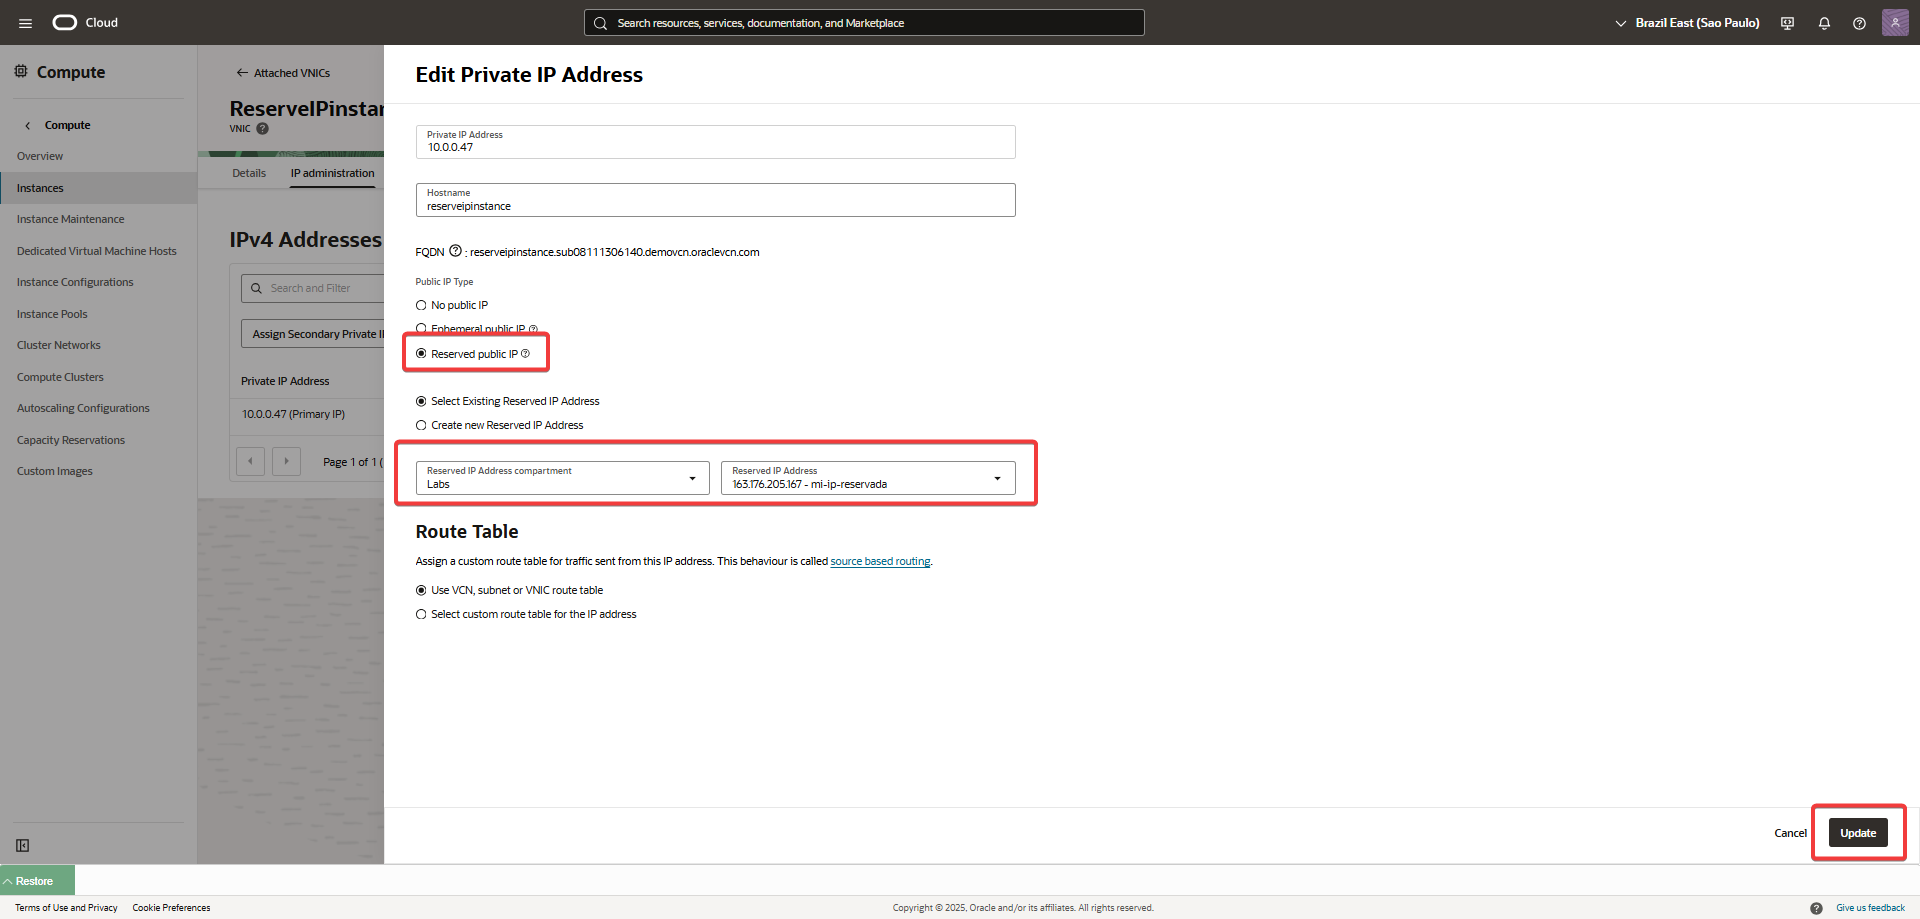 Cloud
Search resources, services, documentation, and Marketplace
Brazil East (Sao Paulo)
Compute
Compute
Overview
Instances
Instance Maintenance
Dedicated Virtual Machine Hosts
Instance Configurations
Instance Pools
Cluster Networks
Compute Clusters
Autoscaling Configurations
Capacity Reservations
Custom Images
Attached VNICs
ReserveIPinstan
VNIC
Details
IP administration
IPv4 Addresses
Search and Filter
Assign Secondary Private I
Private IP Address
10.0.0.47 (Primary IP)
Page 1 of 1 (
Edit Private IP Address
Private IP Address
10.0.0.47
Hostname
reserveipinstance
FQDN : reserveipinstance.sub08111306140.demovcn.oraclevcn.com
Public IP Type
No public IP
Ephemeral public IP
Reserved public IP
Select Existing Reserved IP Address
Create new Reserved IP Address
Reserved IP Address compartment
Labs
Reserved IP Address
163.176.205.167 - mi-ip-reservada
Route Table
Assign a custom route table for traffic sent from this IP address. This behaviour is called source based routing.
Use VCN, subnet or VNIC route table
Select custom route table for the IP address
Cancel
Update
Restore
Terms of Use and Privacy
Cookie Preferences
Copyright © 2025, Oracle and/or its affiliates. All rights reserved.
Give us feedback